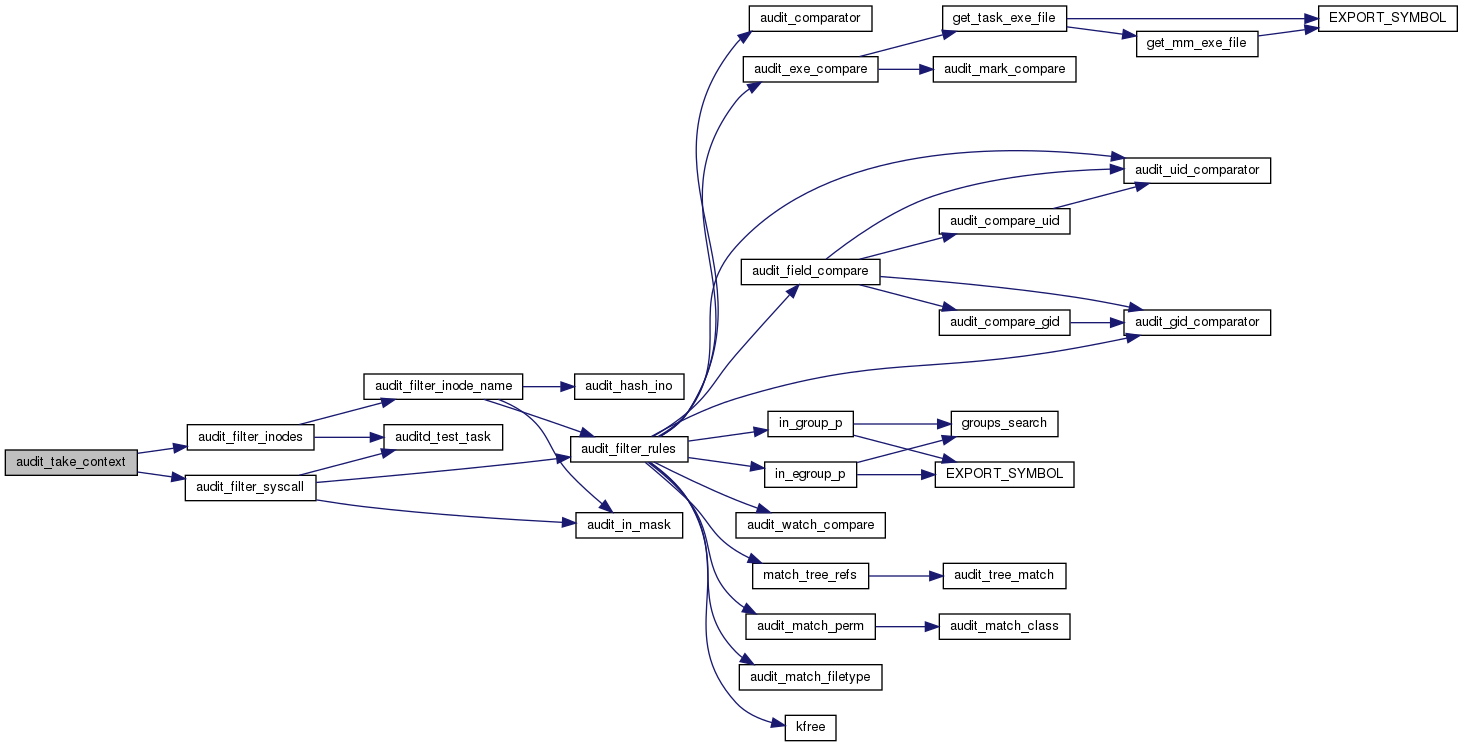 audit_comparator
get_task_exe_file
EXPORT_SYMBOL
get_mm_exe_file
audit_exe_compare
audit_mark_compare
audit_uid_comparator
audit_compare_uid
audit_field_compare
audit_compare_gid
audit_gid_comparator
audit_filter_inode_name
audit_hash_ino
in_group_p
groups_search
audit_filter_inodes
auditd_test_task
audit_filter_rules
audit_take_context
in_egroup_p
EXPORT_SYMBOL
audit_filter_syscall
audit_in_mask
audit_watch_compare
match_tree_refs
audit_tree_match
audit_match_perm
audit_match_class
audit_match_filetype
kfree